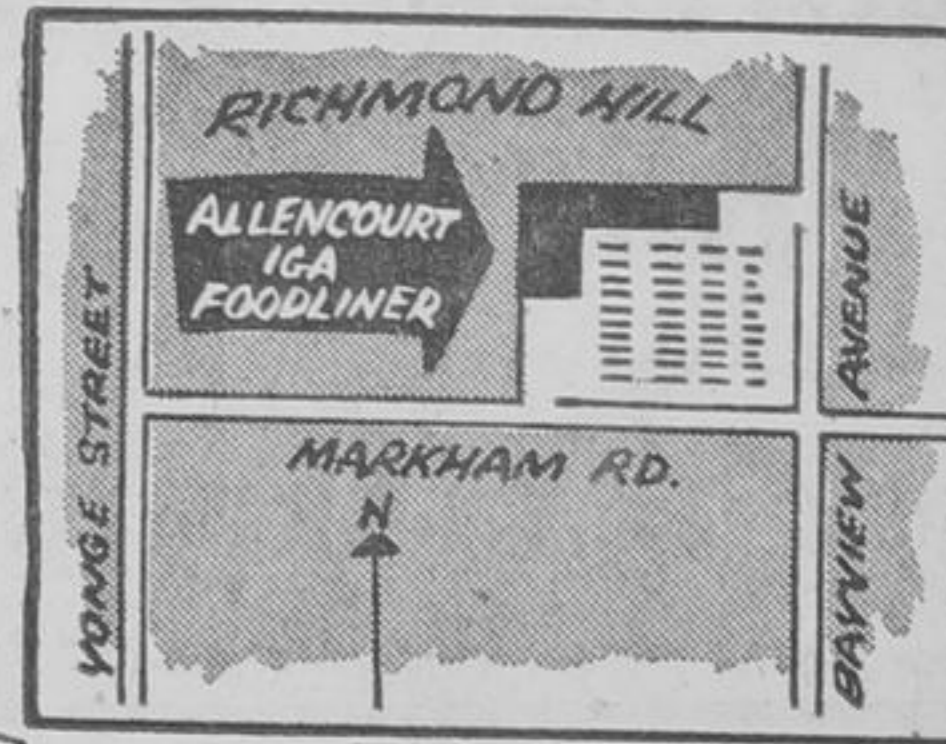 RICHMOND HILL
ALLENCOURT
IGA
FOODLINER
YONGE STREET
BAYVIEW AVENUE
MARKHAM RD.
N